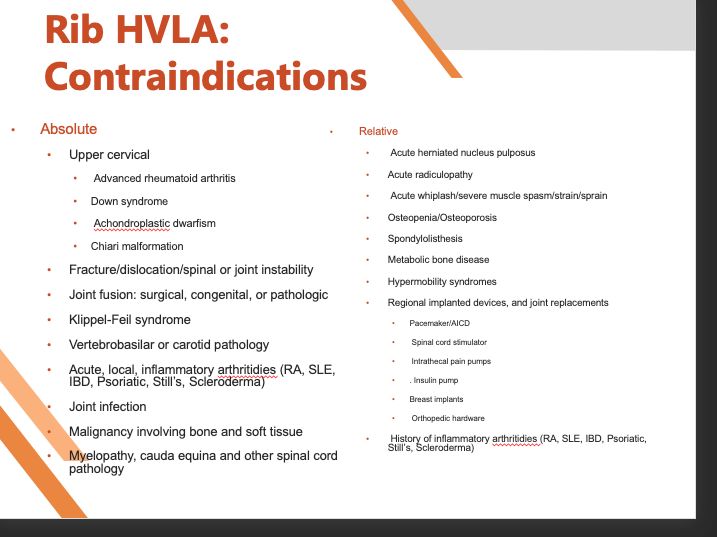 Rib HVLA:
Contraindications
• Absolute
• Upper cervical
• Advanced rheumatoid arthritis
• Down syndrome
• Achondroplastic dwarfism
• Chiari malformation
• Fracture/dislocation/spinal or joint instability
• Joint fusion: surgical, congenital, or pathologic
• Klippel-Feil syndrome
• Vertebrobasilar or carotid pathology
• Acute, local, inflammatory arthritidies (RA, SLE,
IBD, Psoriatic, Still's, Scleroderma)
• Joint infection
• Malignancy involving bone and soft tissue
• Myelopathy, cauda equina and other spinal cord
pathology
• Relative
• Acute herniated nucleus pulposus
• Acute radiculopathy
• Acute whiplash/severe muscle spasm/strain/sprain
• Osteopenia/Osteoporosis
• Spondylolisthesis
• Metabolic bone disease
• Hypermobility syndromes
• Regional implanted devices, and joint replacements
• Pacemaker/AICD
• Spinal cord stimulator
• Intrathecal pain pumps
• . Insulin pump
• Breast implants
• Orthopedic hardware
• History of inflammatory arthritidies (RA, SLE, IBD, Psoriatic,
Still's, Scleroderma)